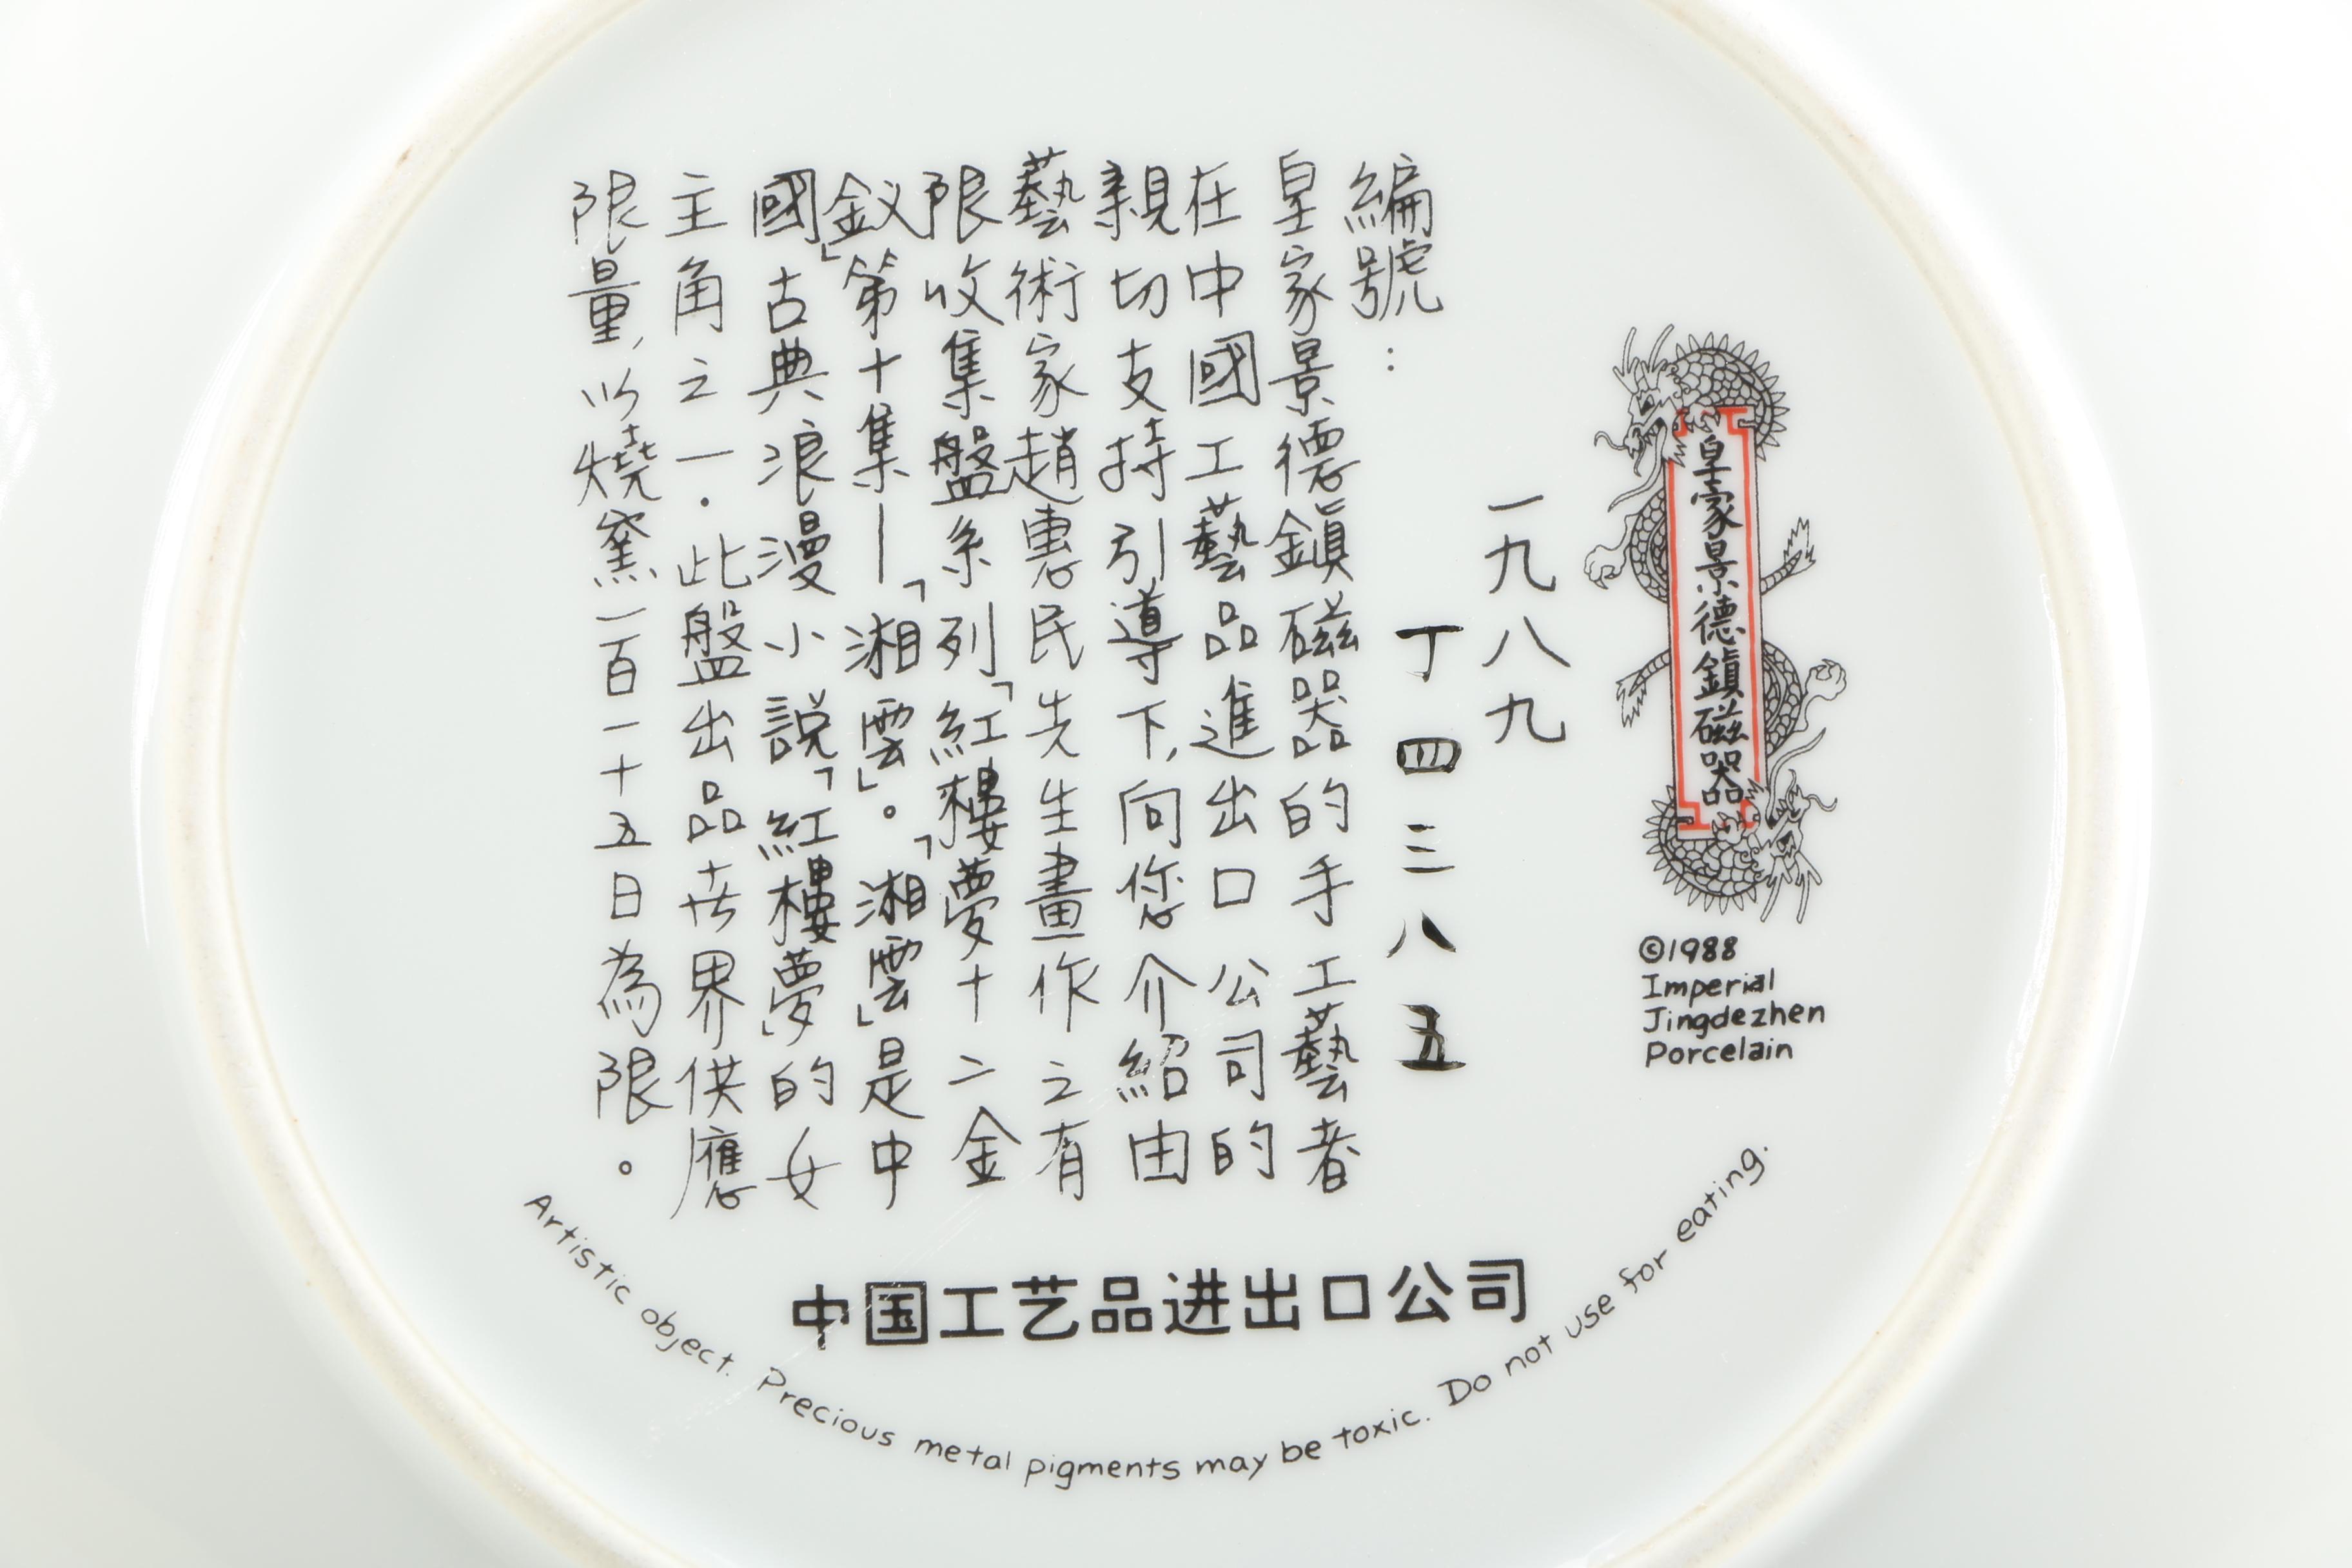 皇家景德鎮磁器
©1988
Imperial
Jingdezhen
Porcelain
一九八九
丁四三八五
編號：
皇家景德鎮磁器的手工藝者
在中國工藝品進出口公司的
親切支持引導下，向您介紹由
藝術家趙惠民先生畫作之有
限收集盤系列「紅樓夢十二金
釵」第十集—「湘雲」。「湘雲」是中
國古典浪漫小說「紅樓夢」的女
主角之一．此盤出品在世界供應
限量，以燒窯一百一十五日為限。
中国工艺品进出口公司
Artistic object. Precious metal pigments may be toxic. Do not use for eating.